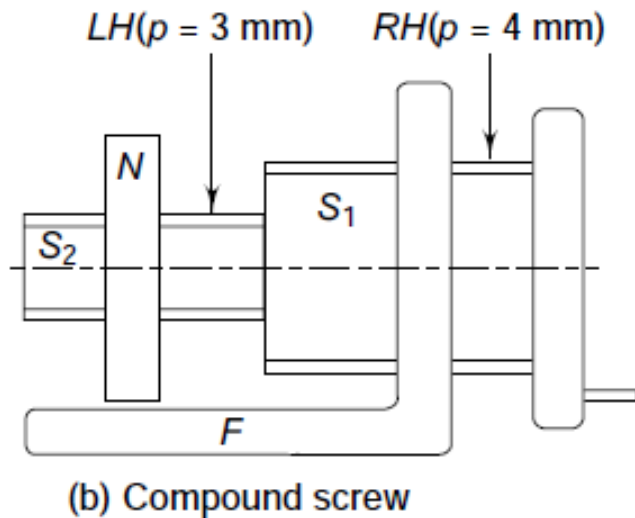 LH(p = 3 mm) RH(p = 4 mm)
N
S₁
S₂
F
(b) Compound screw